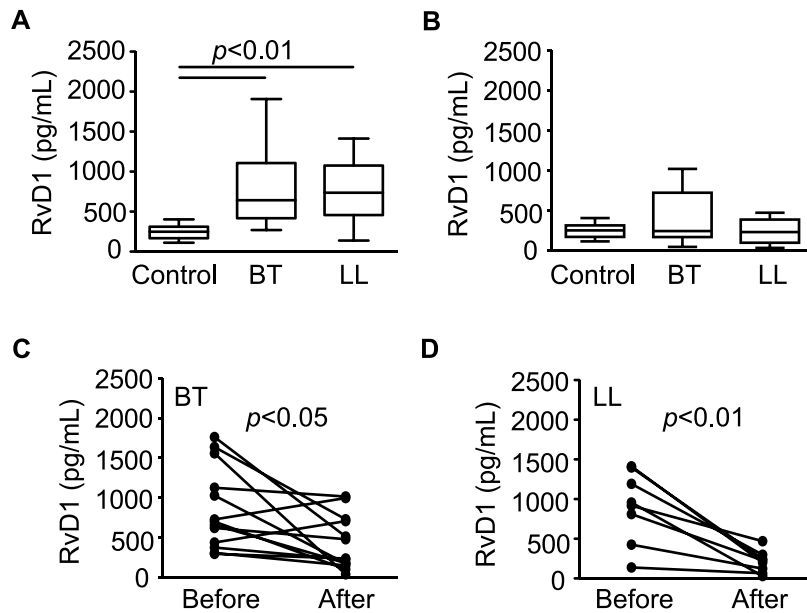 A
RvD1 (pg/mL)
2500
2000
1500
1000
500
0
p<0.01
Control BT LL
B
RvD1 (pg/mL)
2500
2000
1500
1000
500
0
Control BT LL
C
RvD1 (pg/mL)
2500
2000
1500
1000
500
0
BT
p<0.05
Before After
D
RvD1 (pg/mL)
2500
2000
1500
1000
500
0
LL
p<0.01
Before After